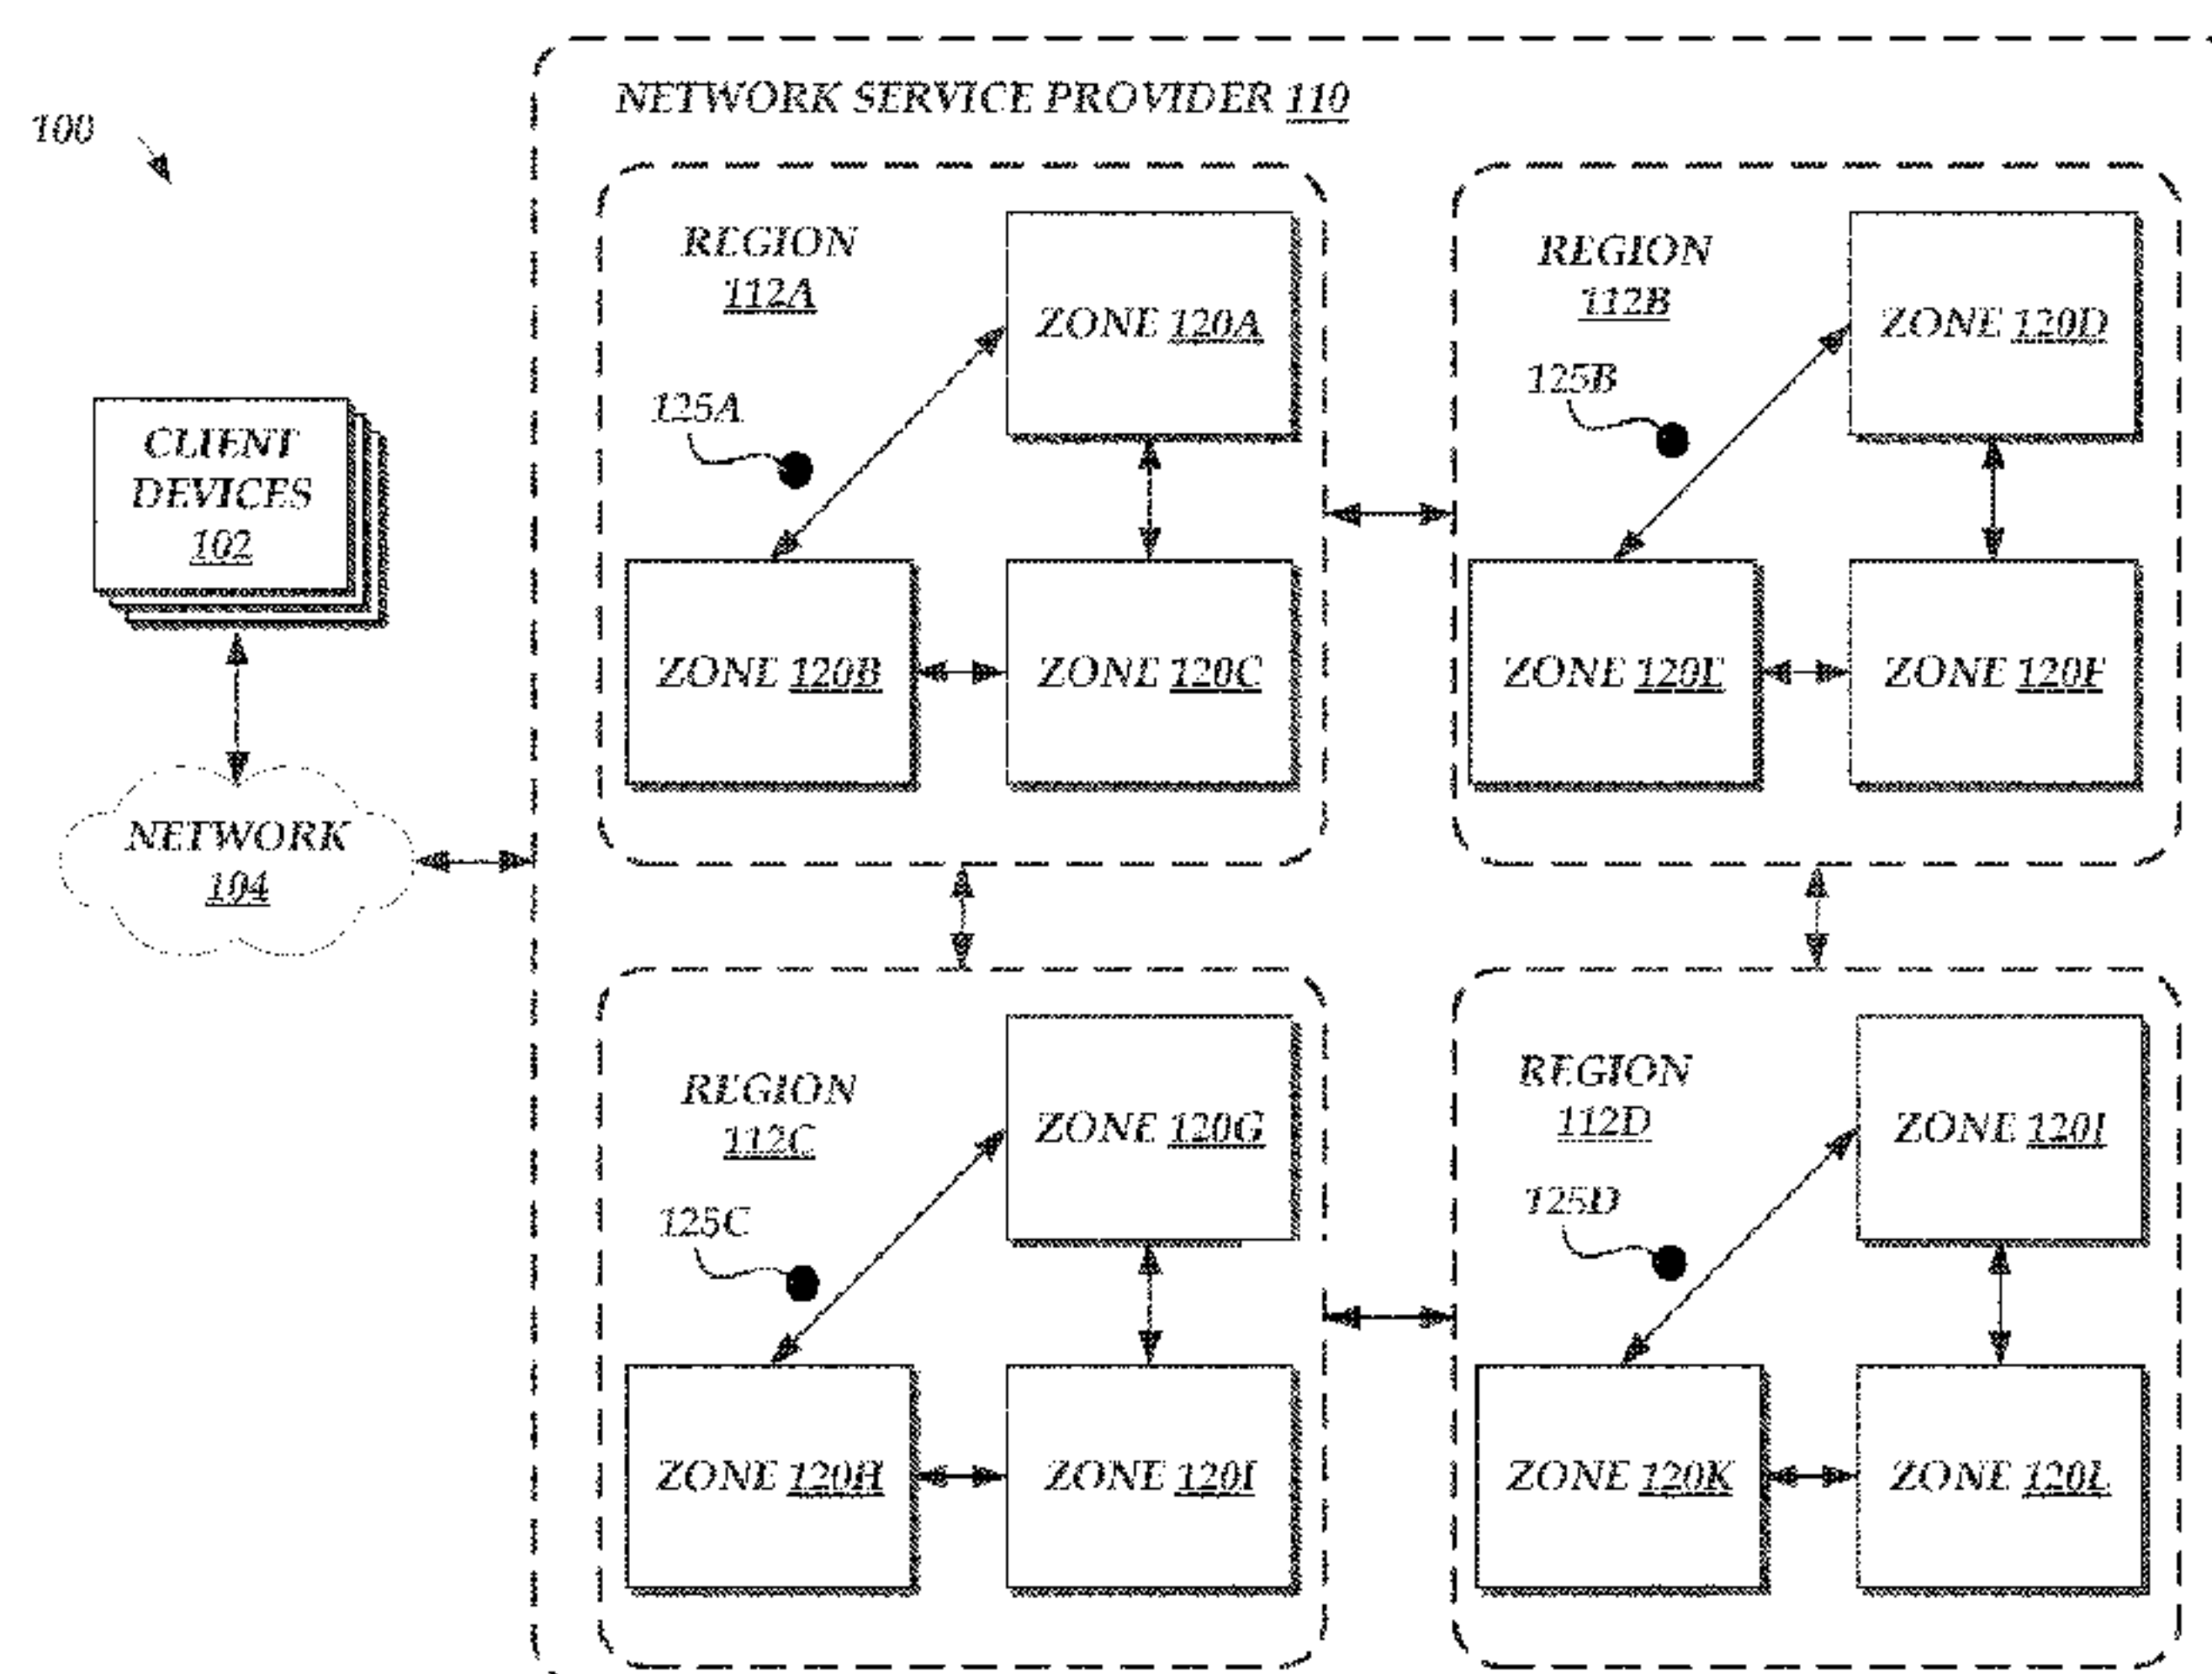 100
NETWORK SERVICE PROVIDER 110
REGION
112A
ZONE 120A
125A
ZONE 120B
ZONE 120C
REGION
112B
ZONE 120D
125B
ZONE 120E
ZONE 120F
CLIENT
DEVICES
102
NETWORK
104
REGION
112C
ZONE 120G
125C
ZONE 120H
ZONE 120I
REGION
112D
ZONE
125D
ZONE 120K
ZONE 120L